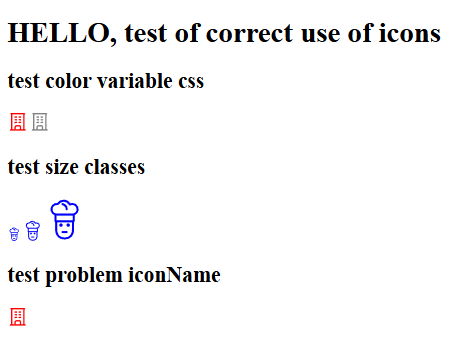 HELLO, test of correct use of icons
test color variable css
test size classes
test problem iconName